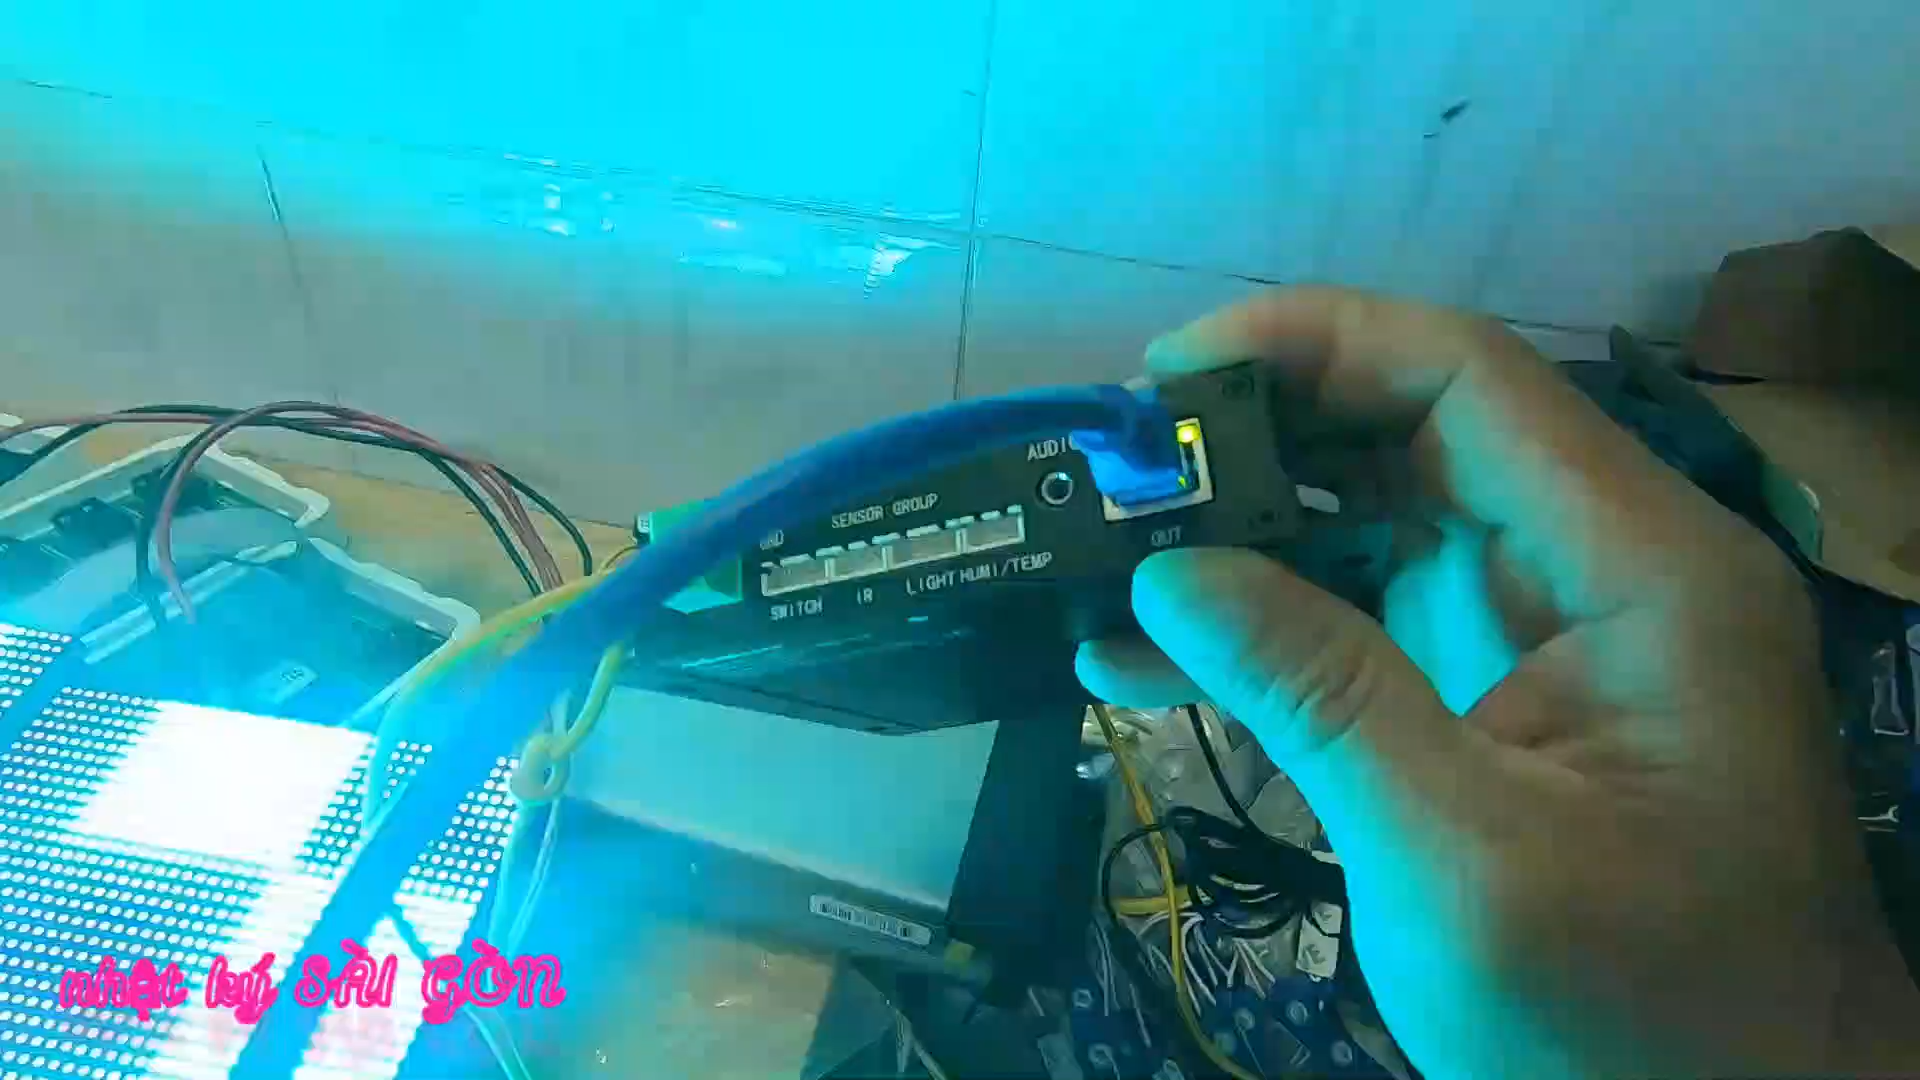 AUDIO
SENSOR GROUP
GND
OUT
SWITCH IR LIGHT HUMI/TEMP
nhật ký SÀI GÒN